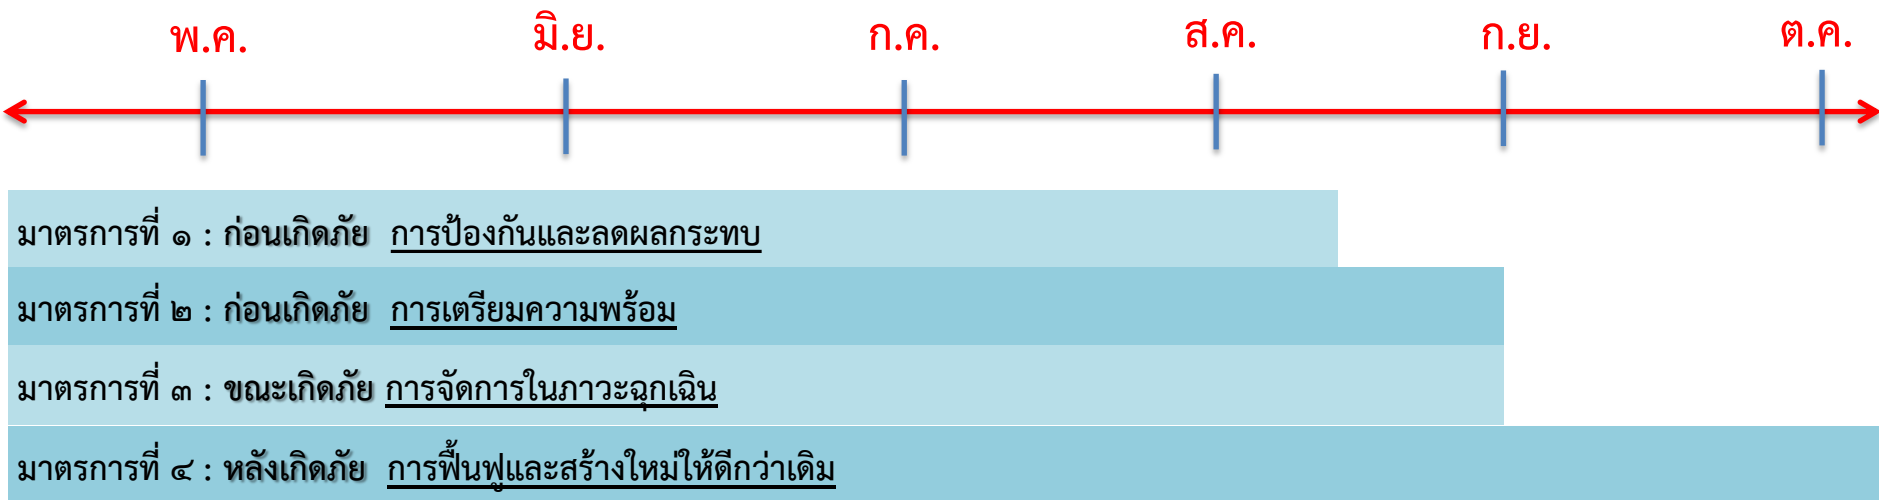 พ.ค. มิ.ย. ก.ค. ส.ค. ก.ย. ต.ค.
มาตรการที่ ๑ : ก่อนเกิดภัย การป้องกันและลดผลกระทบ
มาตรการที่ ๒ : ก่อนเกิดภัย การเตรียมความพร้อม
มาตรการที่ ๓ : ขณะเกิดภัย การจัดการในภาวะฉุกเฉิน
มาตรการที่ ๔ : หลังเกิดภัย การฟื้นฟูและสร้างใหม่ให้ดีกว่าเดิม